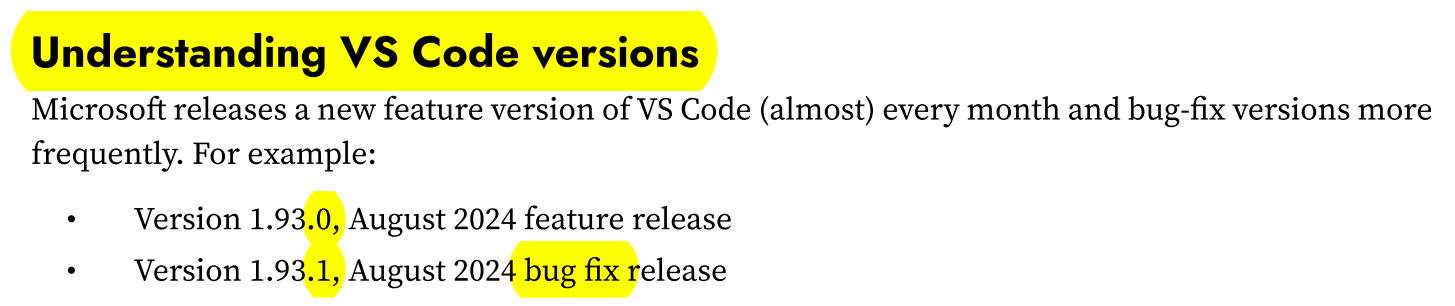 Understanding VS Code versions
Microsoft releases a new feature version of VS Code (almost) every month and bug-fix versions more
frequently. For example:
• Version 1.93.0, August 2024 feature release
• Version 1.93.1, August 2024 bug fix release